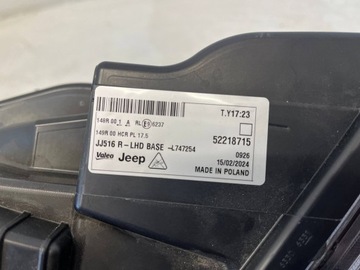 T.Y17:23
148R 00 1 A RL 6237
149R 00 HCR PL 17.5
52218715
JJ516 R-LHD BASE -L747254
0926
Valeo Jeep
15/02/2024
MADE IN POLAND